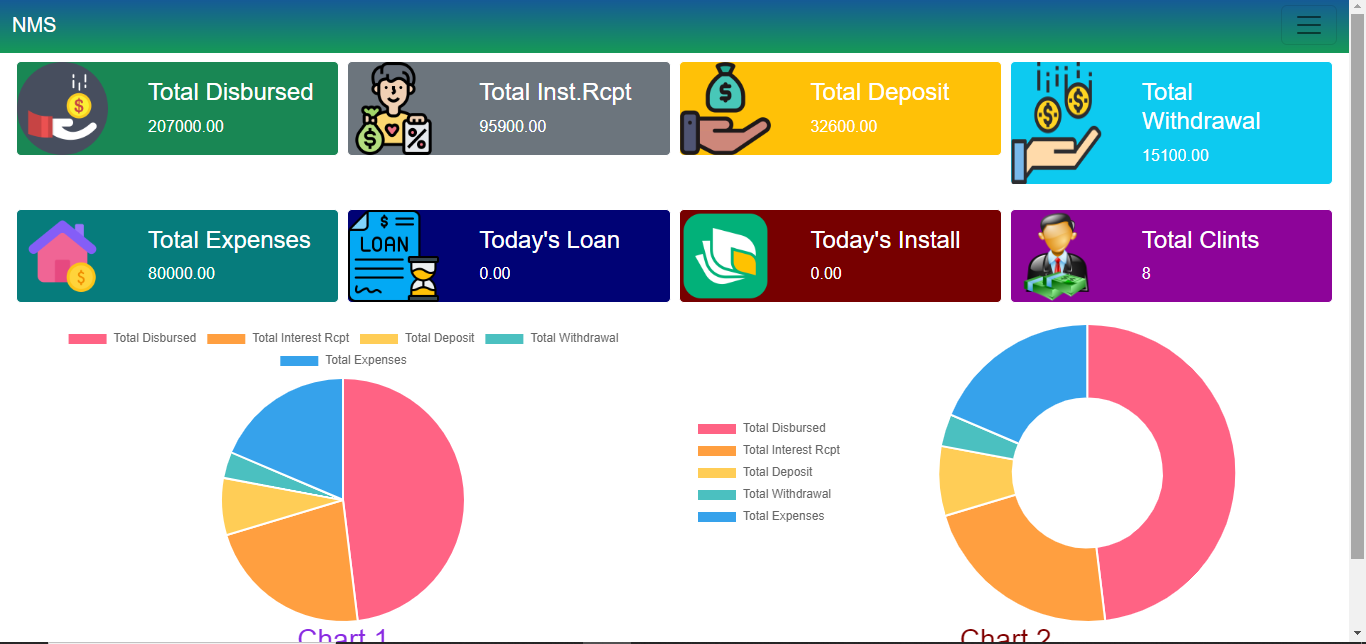 NMS
Total Disbursed
207000.00
Total Inst.Rcpt
95900.00
Total Deposit
32600.00
Total
Withdrawal
15100.00
Total Expenses
80000.00
LOAN
Today's Loan
0.00
Today's Install
0.00
Total Clints
8
Total Disbursed Total Interest Rcpt Total Deposit Total Withdrawal
Total Expenses
Total Disbursed
Total Interest Rcpt
Total Deposit
Total Withdrawal
Total Expenses
Chart 1
Chart 2